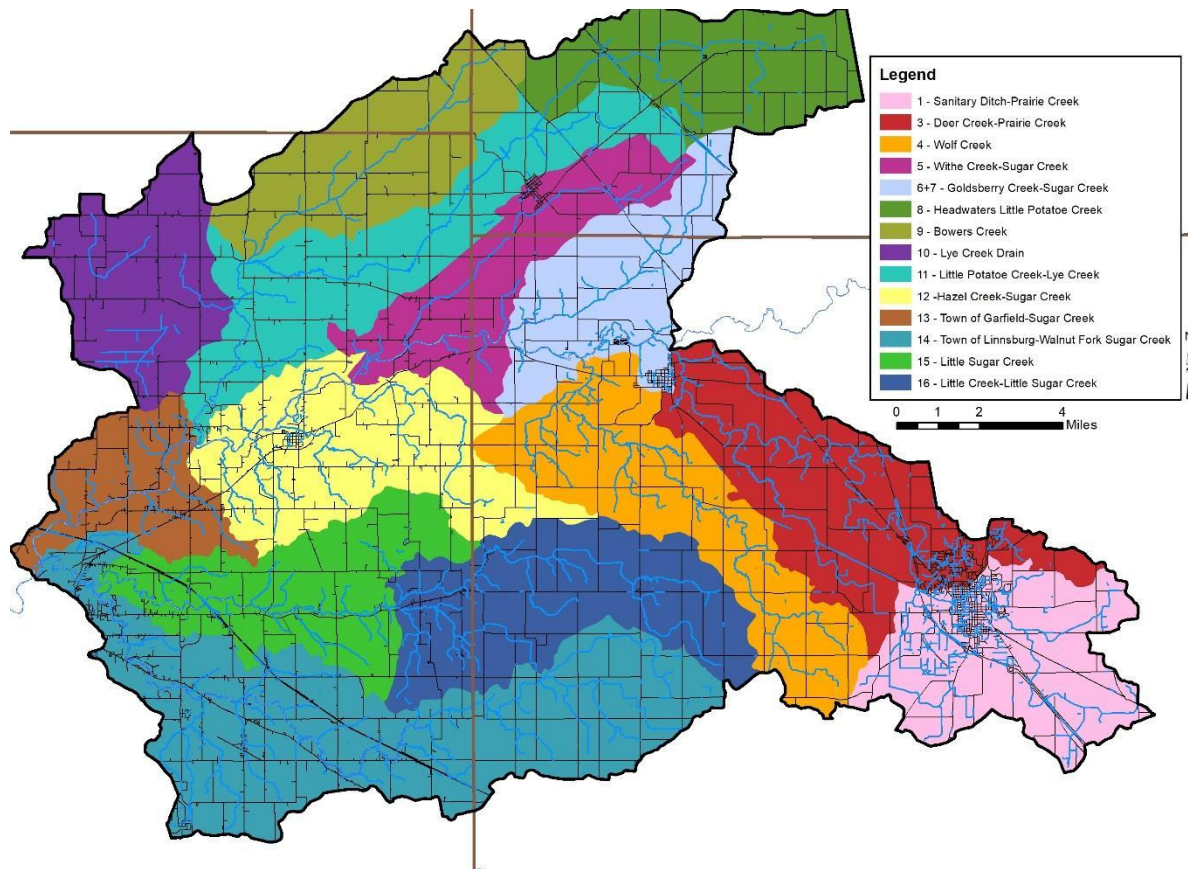 Legend
1 - Sanitary Ditch-Prairie Creek
3 - Deer Creek-Prairie Creek
4 - Wolf Creek
5 - Withe Creek-Sugar Creek
6+7 - Goldsberry Creek-Sugar Creek
8 - Headwaters Little Potatoe Creek
9 - Bowers Creek
10 - Lye Creek Drain
11 - Little Potatoe Creek-Lye Creek
12 -Hazel Creek-Sugar Creek
13 - Town of Garfield-Sugar Creek
14 - Town of Linnsburg-Walnut Fork Sugar Creek
15 - Little Sugar Creek
16 - Little Creek-Little Sugar Creek
0 1 2 4
Miles